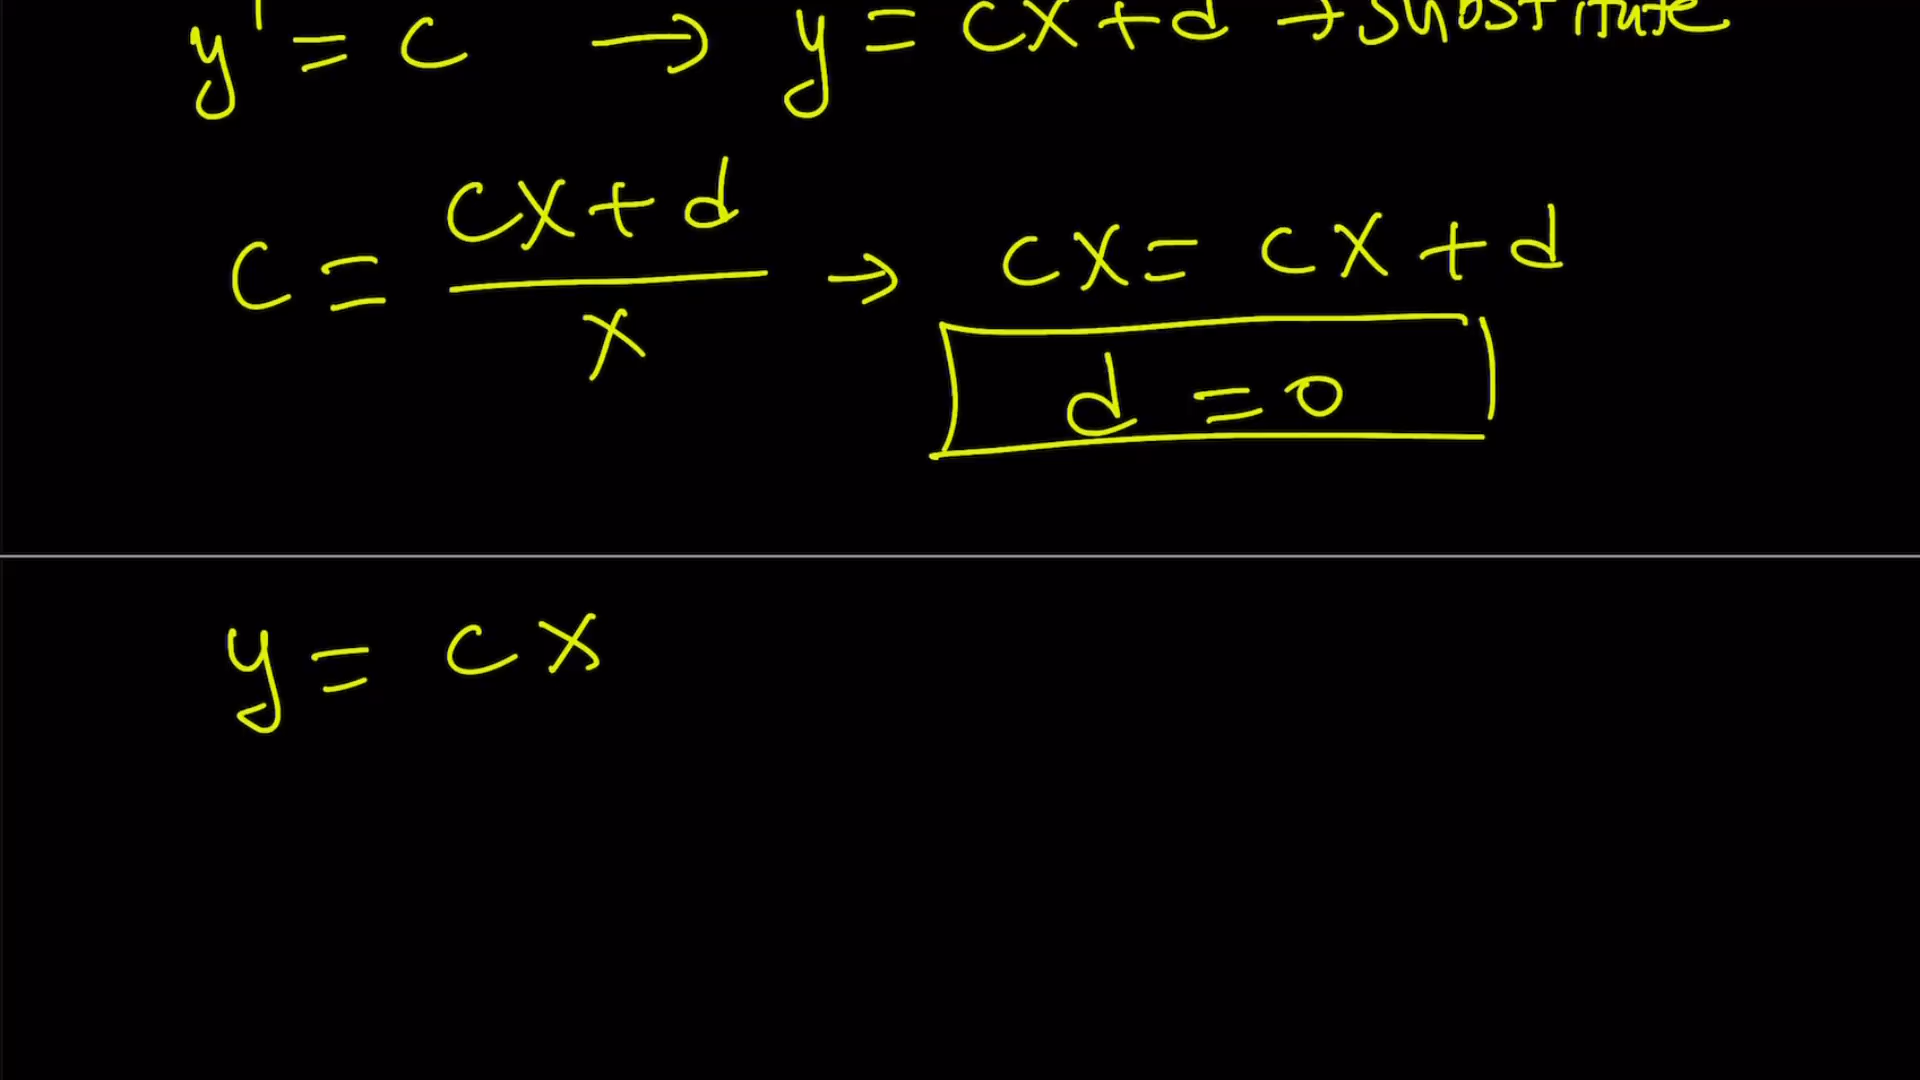 y' = c → y = cx + d → substitute
c = (cx + d)/x → cx = cx + d
d = 0
y = cx